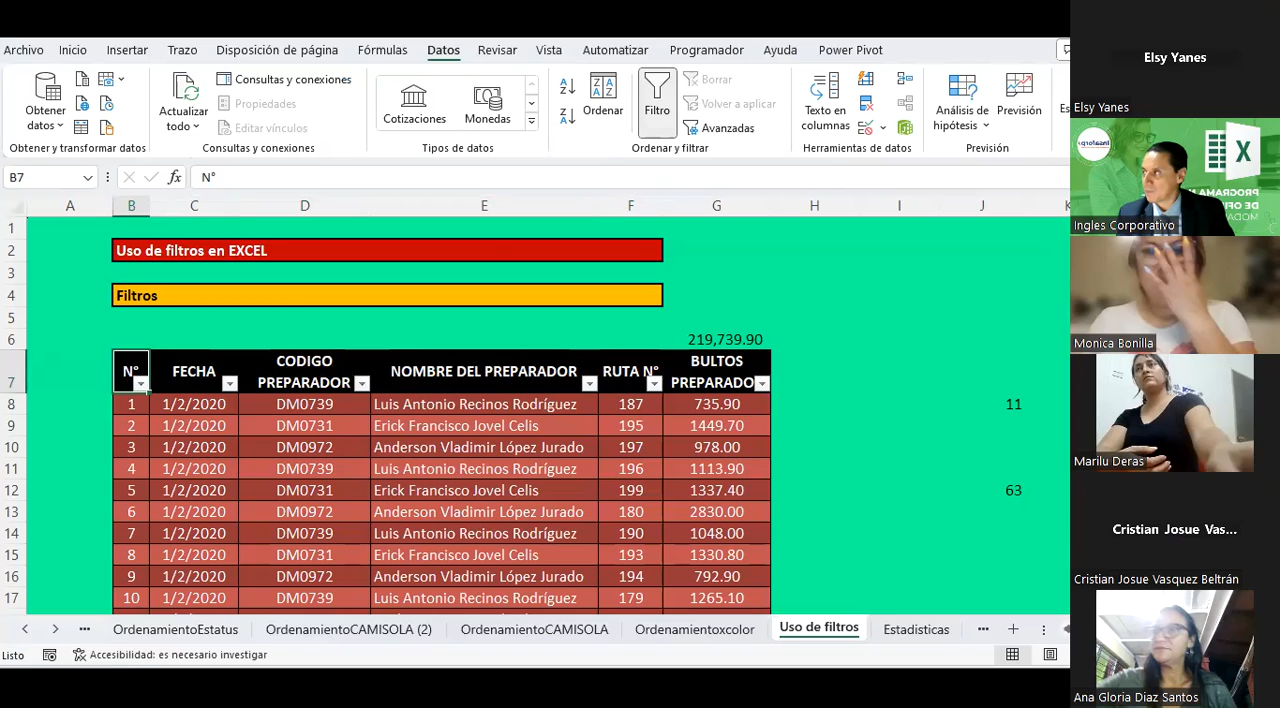 Archivo Inicio Insertar Trazo Disposición de página Fórmulas Datos Revisar Vista Automatizar Programador Ayuda Power Pivot
Obtener datos
Consultas y conexiones
Actualizar todo
Propiedades
Editar vínculos
Cotizaciones Monedas
Ordenar
Filtro
Borrar
Volver a aplicar
Avanzadas
Texto en columnas
Análisis de hipótesis
Previsión
Obtener y transformar datos Consultas y conexiones Tipos de datos Ordenar y filtrar Herramientas de datos Previsión
B7 fx N°
A B C D E F G H I J K
1
2 Uso de filtros en EXCEL
3
4 Filtros
5
6 219,739.90
7 N° FECHA CODIGO PREPARADOR NOMBRE DEL PREPARADOR RUTA N° BULTOS PREPARADO
8 1 1/2/2020 DM0739 Luis Antonio Recinos Rodríguez 187 735.90 11
9 2 1/2/2020 DM0731 Erick Francisco Jovel Celis 195 1449.70
10 3 1/2/2020 DM0972 Anderson Vladimir López Jurado 197 978.00
11 4 1/2/2020 DM0739 Luis Antonio Recinos Rodríguez 196 1113.90
12 5 1/2/2020 DM0731 Erick Francisco Jovel Celis 199 1337.40 63
13 6 1/2/2020 DM0972 Anderson Vladimir López Jurado 180 2830.00
14 7 1/2/2020 DM0739 Luis Antonio Recinos Rodríguez 190 1048.00
15 8 1/2/2020 DM0731 Erick Francisco Jovel Celis 193 1330.80
16 9 1/2/2020 DM0972 Anderson Vladimir López Jurado 194 792.90
17 10 1/2/2020 DM0739 Luis Antonio Recinos Rodríguez 179 1265.10
OrdenamientoEstatus OrdenamientoCAMISOLA (2) OrdenamientoCAMISOLA Ordenamientoxcolor Uso de filtros Estadisticas
Listo Accesibilidad: es necesario investigar
Elsy Yanes
Elsy Yanes
Ingles Corporativo
Monica Bonilla
Marilu Deras
Cristian Josue Vas...
Cristian Josue Vasquez Beltrán
Ana Gloria Diaz Santos